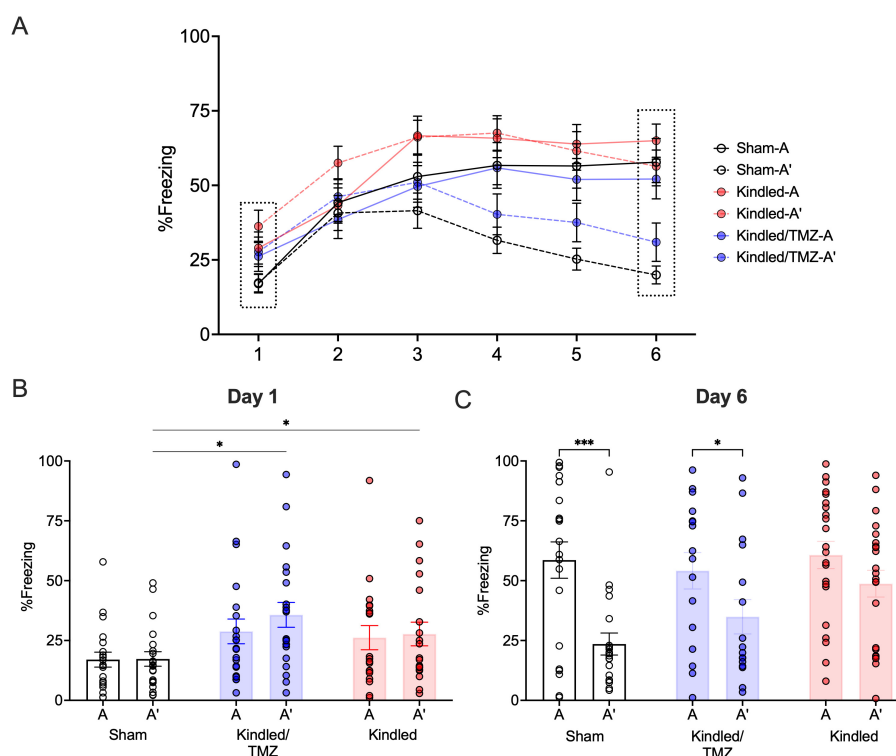 A
100
75
50
25
0
%Freezing
1 2 3 4 5 6
Sham-A
Sham-A'
Kindled-A
Kindled-A'
Kindled/TMZ-A
Kindled/TMZ-A'
B
Day 1
*
*
100
75
50
25
0
%Freezing
A A' A A' A A'
Sham Kindled/ Kindled
TMZ
C
Day 6
*** *
100
75
50
25
0
%Freezing
A A' A A' A A'
Sham Kindled/ Kindled
TMZ